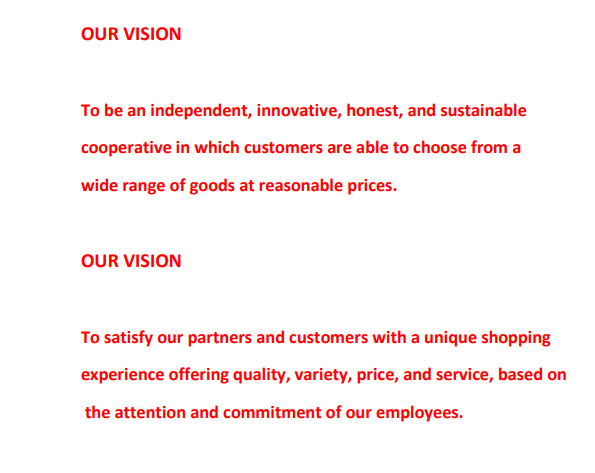 OUR VISION
To be an independent, innovative, honest, and sustainable
cooperative in which customers are able to choose from a
wide range of goods at reasonable prices.
OUR VISION
To satisfy our partners and customers with a unique shopping
experience offering quality, variety, price, and service, based on
the attention and commitment of our employees.